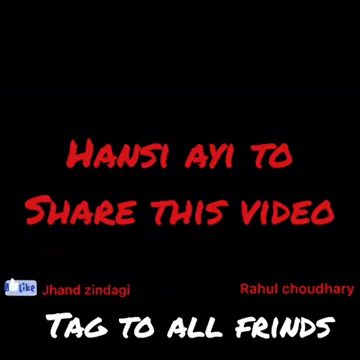 Hansi ayi to
Share this video
like Jhand zindagi Rahul choudhary
Tag to all frinds